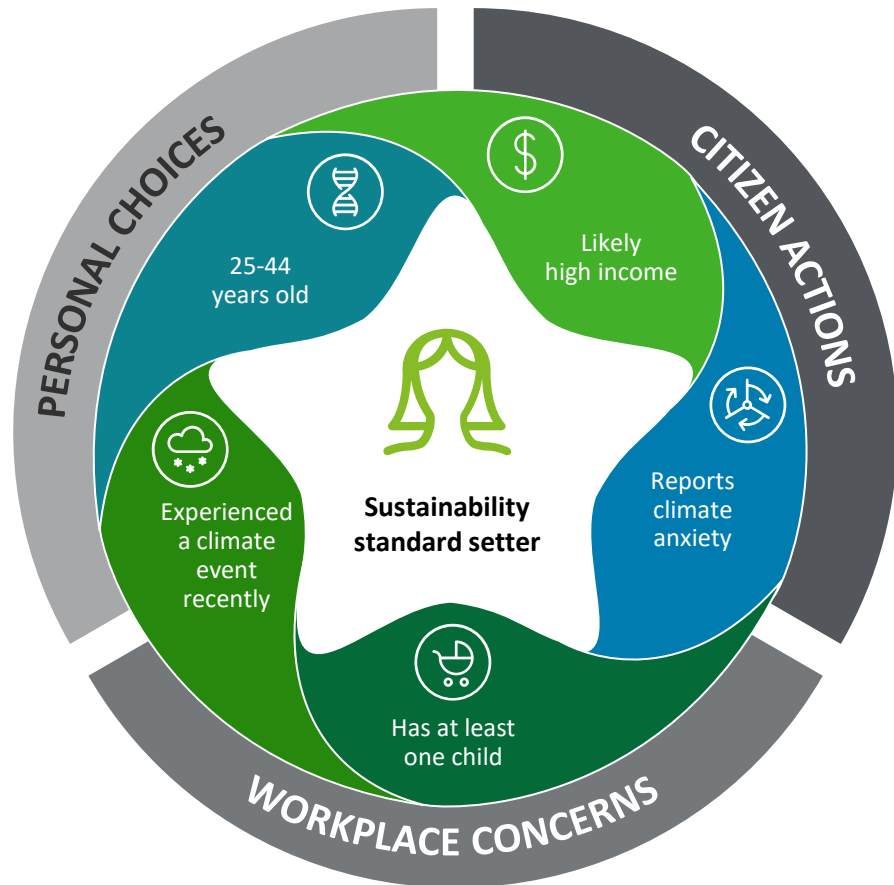 PERSONAL CHOICES
CITIZEN ACTIONS
WORKPLACE CONCERNS
25-44
years old
Likely
high income
Reports
climate
anxiety
Has at least
one child
Experienced
a climate
event
recently
Sustainability
standard setter